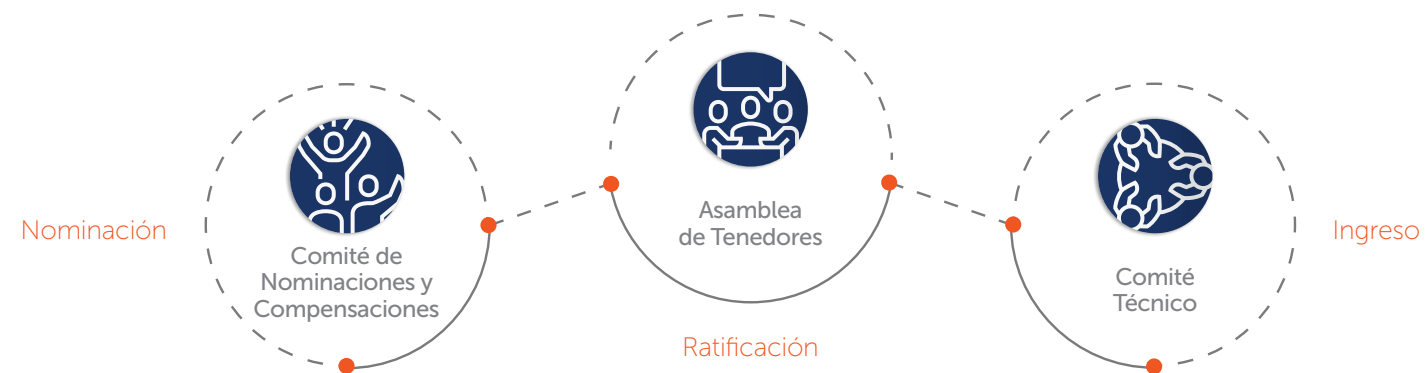 Nominación
Comité de
Nominaciones y
Compensaciones
Asamblea
de Tenedores
Ratificación
Comité
Técnico
Ingreso